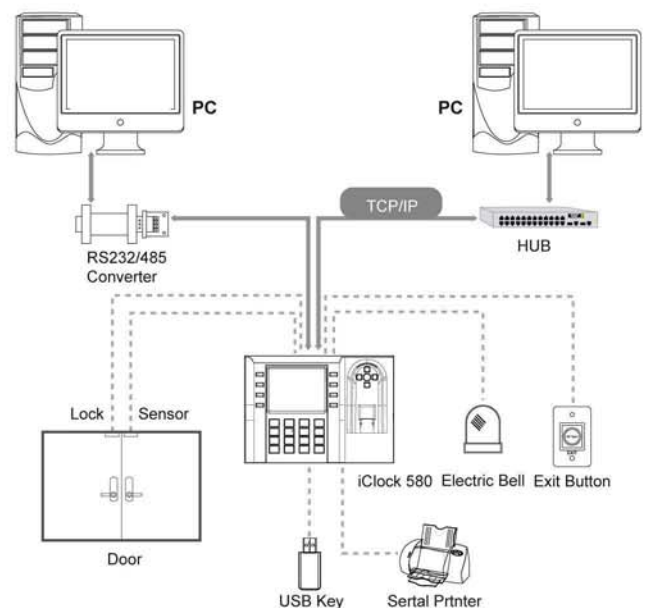 PC
PC
TCP/IP
HUB
RS232/485
Converter
Lock
Sensor
iClock 580
Electric Bell
Exit Button
EXIT
Door
USB Key
Sertal Prtnter